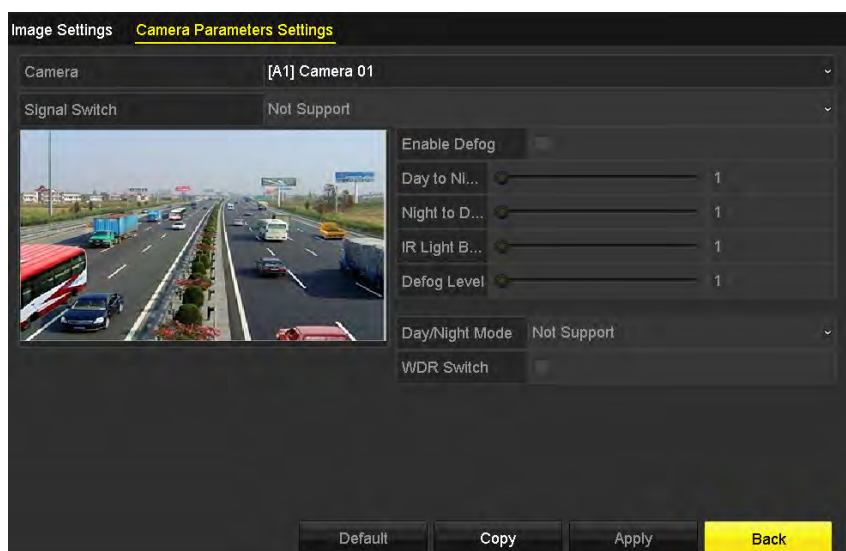 Image Settings Camera Parameters Settings
Camera [A1] Camera 01
Signal Switch Not Support
Enable Defog
Day to Ni... 1
Night to D... 1
IR Light B... 1
Defog Level 1
Day/Night Mode Not Support
WDR Switch
Default Copy Apply Back